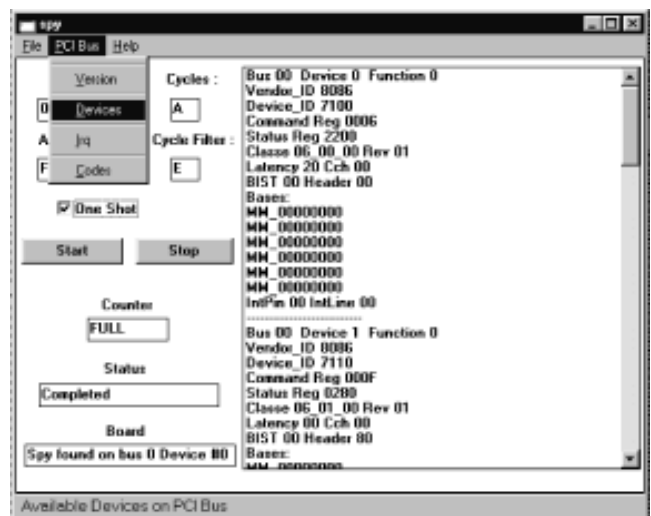 spy
File PCI Bus Help
Version
Devices
Irq
Codes
Cycles :
0
A
A
Cycle Filter :
F
E
One Shot
Start
Stop
Counter
FULL
Status
Completed
Board
Spy found on bus 0 Device
Bus 00 Device 0 Function 0
Vendor_ID 8086
Device_ID 7100
Command Reg 0006
Status Reg 2200
Classe 06_00_00 Rev 01
Latency 20 Cch 00
BIST 00 Header 00
Bases:
MM_00000000
MM_00000000
MM_00000000
MM_00000000
MM_00000000
MM_00000000
IntPin 00 IntLine 00
------------------------------
Bus 00 Device 1 Function 0
Vendor_ID 8086
Device_ID 7110
Command Reg 000F
Status Reg 0280
Classe 06_01_00 Rev 01
Latency 00 Cch 00
BIST 00 Header 80
Bases:
MM_00000000
Available Devices on PCI Bus